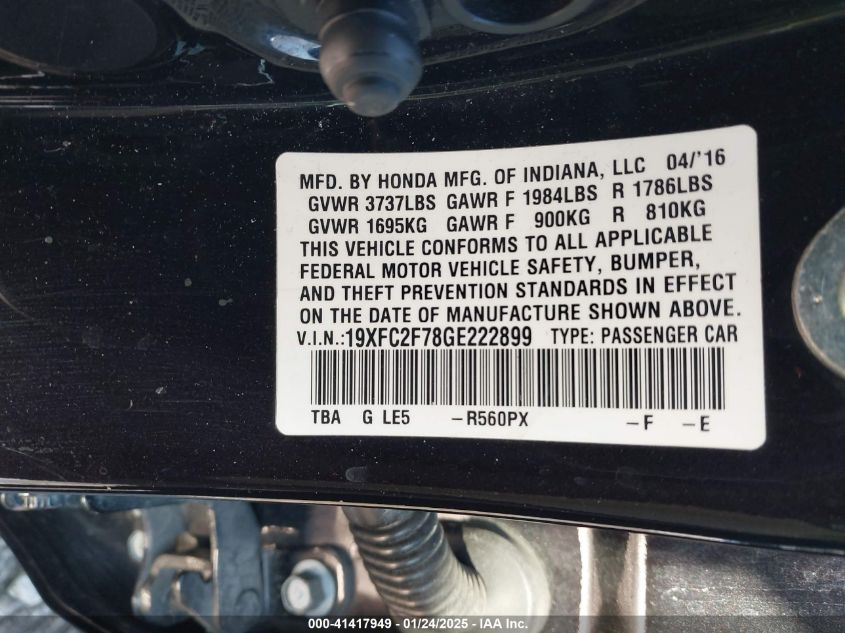 MFD. BY HONDA MFG. OF INDIANA, LLC 04/'16
GVWR 3737LBS GAWR F 1984LBS R 1786LBS
GVWR 1695KG GAWR F 900KG R 810KG
THIS VEHICLE CONFORMS TO ALL APPLICABLE
FEDERAL MOTOR VEHICLE SAFETY, BUMPER,
AND THEFT PREVENTION STANDARDS IN EFFECT
ON THE DATE OF MANUFACTURE SHOWN ABOVE.
V.I.N.:19XFC2F78GE222899 TYPE: PASSENGER CAR
TBA G LE5 -R560PX -F -E
000-41417949 - 01/24/2025 - IAA Inc.